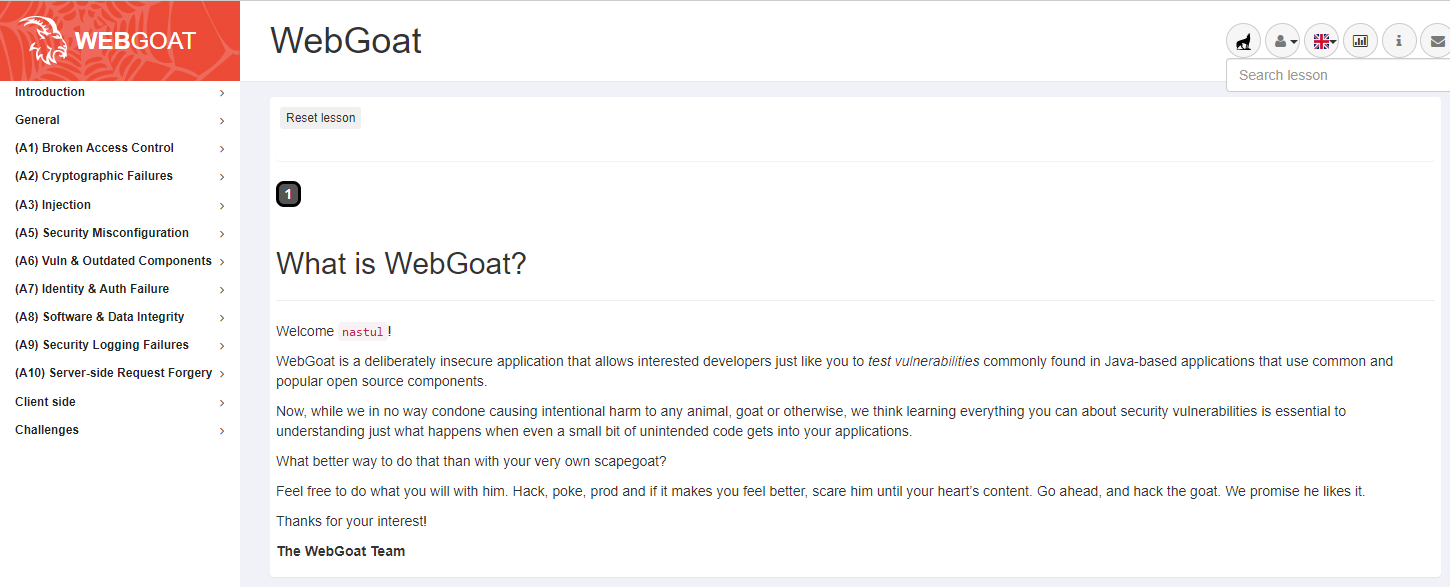 WEBGOAT
WebGoat
Search lesson
Introduction
General
(A1) Broken Access Control
(A2) Cryptographic Failures
(A3) Injection
(A5) Security Misconfiguration
(A6) Vuln & Outdated Components
(A7) Identity & Auth Failure
(A8) Software & Data Integrity
(A9) Security Logging Failures
(A10) Server-side Request Forgery
Client side
Challenges
Reset lesson
1
What is WebGoat?
Welcome nastul!
WebGoat is a deliberately insecure application that allows interested developers just like you to test vulnerabilities commonly found in Java-based applications that use common and
popular open source components.
Now, while we in no way condone causing intentional harm to any animal, goat or otherwise, we think learning everything you can about security vulnerabilities is essential to
understanding just what happens when even a small bit of unintended code gets into your applications.
What better way to do that than with your very own scapegoat?
Feel free to do what you will with him. Hack, poke, prod and if it makes you feel better, scare him until your heart’s content. Go ahead, and hack the goat. We promise he likes it.
Thanks for your interest!
The WebGoat Team